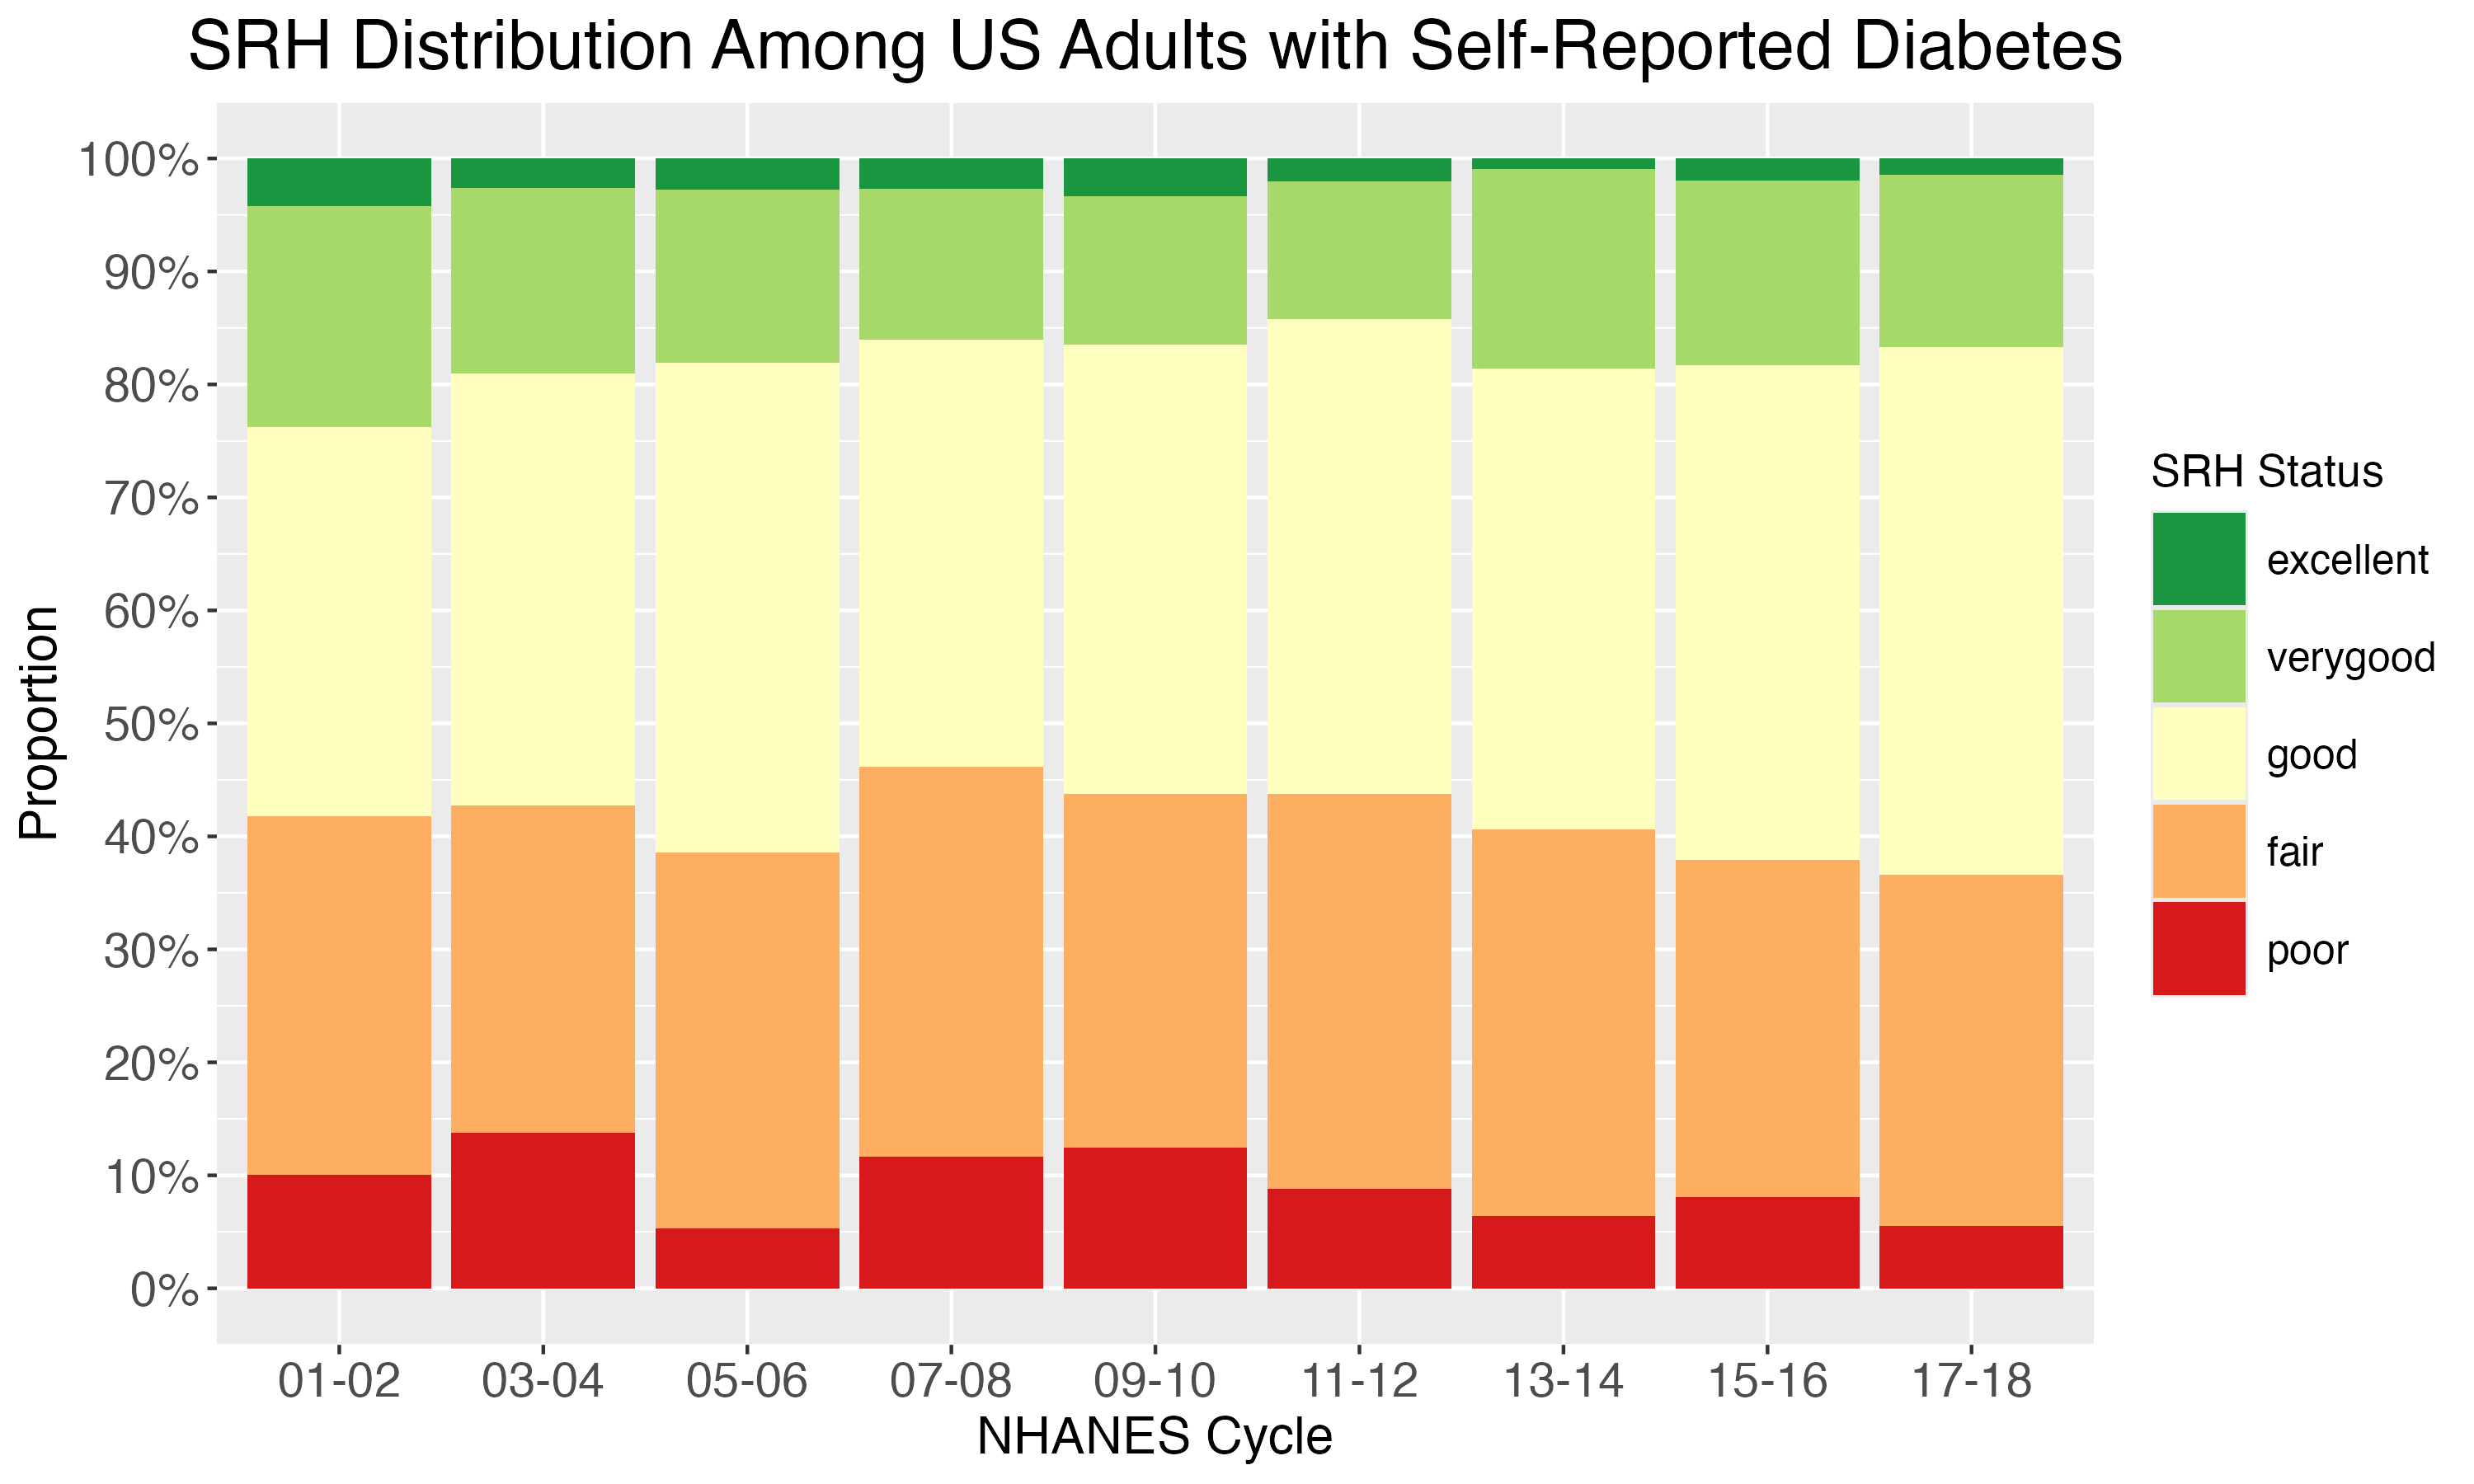 SRH Distribution Among US Adults with Self-Reported Diabetes
Proportion
100%
90%
80%
70%
60%
50%
40%
30%
20%
10%
0%
01-02 03-04 05-06 07-08 09-10 11-12 13-14 15-16 17-18
NHANES Cycle
SRH Status
excellent
verygood
good
fair
poor